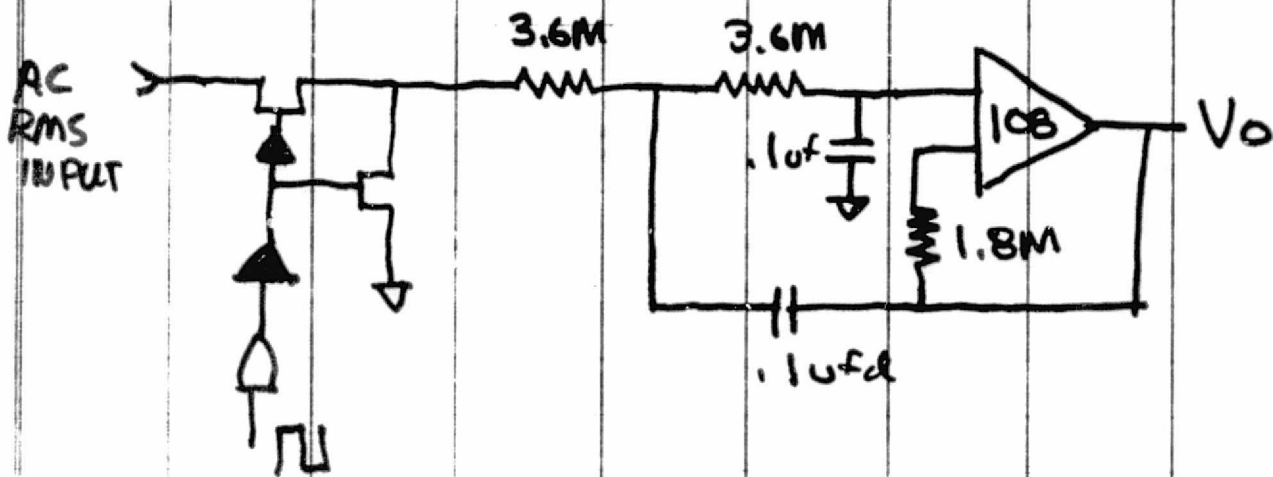 3.6M
3.6M
AC
RMS
INPUT
108
Vo
.1uf
1.8M
.1ufd